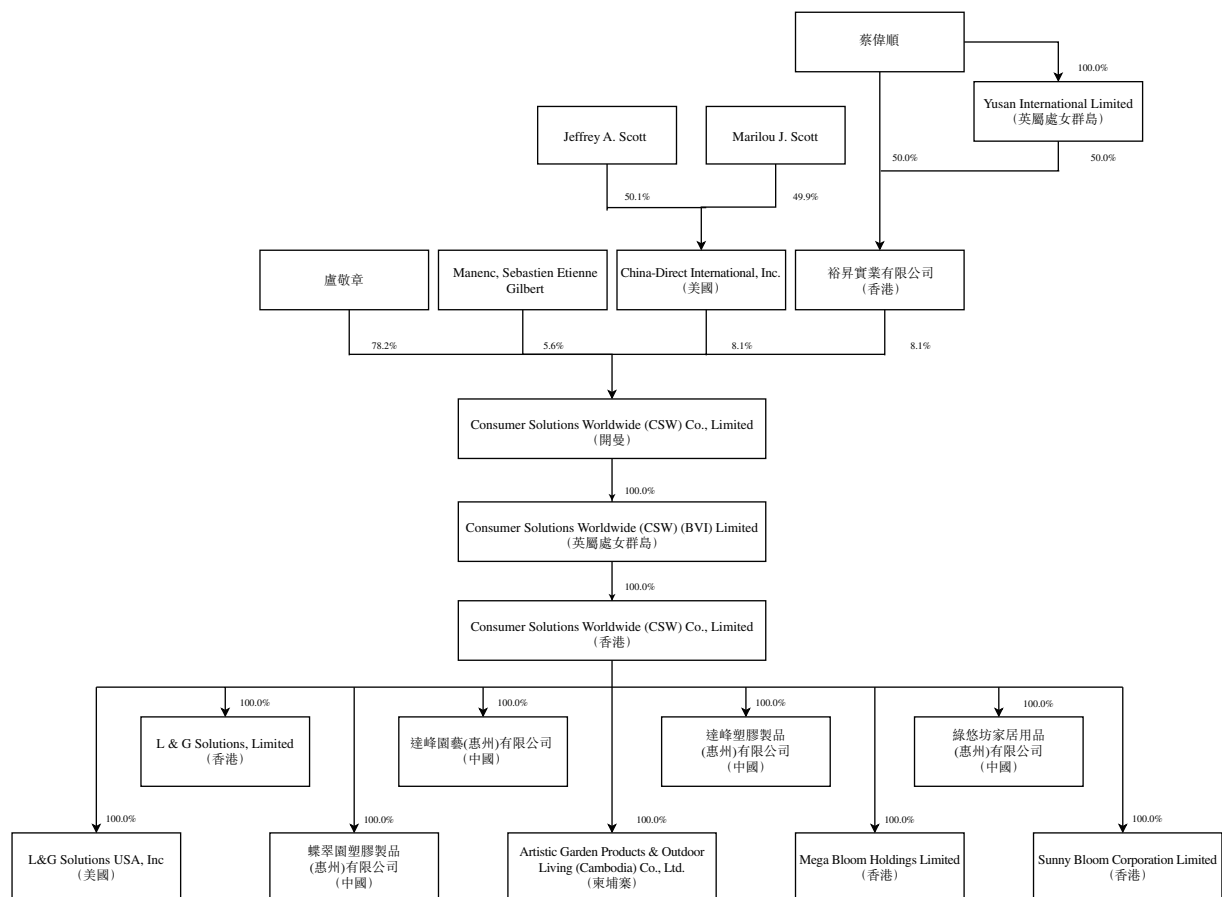 蔡偉順
100.0%
Yusan International Limited
（英屬處女群島）
Jeffrey A. Scott
Marilou J. Scott
50.0%
50.0%
50.1%
49.9%
盧敬章
Manenc, Sebastien Etienne
Gilbert
China-Direct International, Inc.
（美國）
裕昇實業有限公司
（香港）
78.2%
5.6%
8.1%
8.1%
Consumer Solutions Worldwide (CSW) Co., Limited
（開曼）
100.0%
Consumer Solutions Worldwide (CSW) (BVI) Limited
（英屬處女群島）
100.0%
Consumer Solutions Worldwide (CSW) Co., Limited
（香港）
100.0%
100.0%
100.0%
100.0%
L & G Solutions, Limited
（香港）
達峰園藝(惠州)有限公司
（中國）
達峰塑膠製品
(惠州)有限公司
（中國）
綠悠坊家居用品
(惠州)有限公司
（中國）
100.0%
100.0%
100.0%
100.0%
100.0%
L&G Solutions USA, Inc
（美國）
蝶翠園塑膠製品
(惠州)有限公司
（中國）
Artistic Garden Products & Outdoor
Living (Cambodia) Co., Ltd.
（柬埔寨）
Mega Bloom Holdings Limited
（香港）
Sunny Bloom Corporation Limited
（香港）